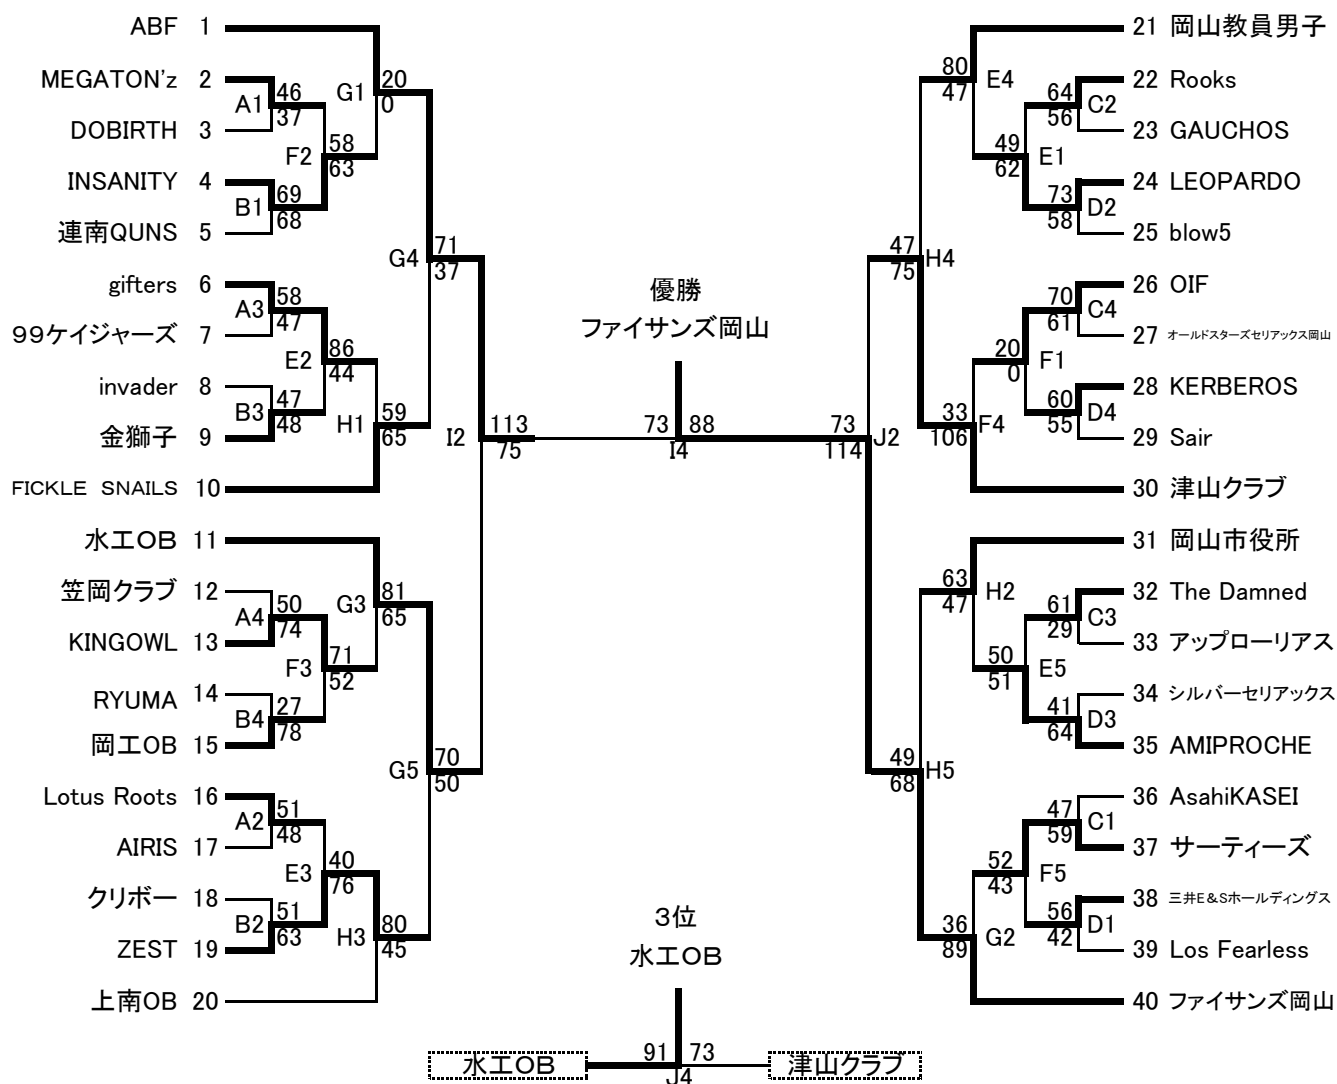 ABF 1
MEGATON'z 2
DOBIRTH 3
INSANITY 4
連南QUNS 5
gifters 6
99ケイジャーズ 7
invader 8
金獅子 9
FICKLE SNAILS 10
水工OB 11
笠岡クラブ 12
KINGOWL 13
RYUMA 14
岡工OB 15
Lotus Roots 16
AIRIS 17
クリボー 18
ZEST 19
上南OB 20
A1 46 37
B1 69 68
A3 58 47
B3 47 48
A4 50 74
B4 27 78
A2 51 48
B2 51 63
F2 58 63
E2 86 44
F3 71 52
E3 40 76
G1 20 0
H1 59 65
G3 81 65
H3 80 45
G4 71 37
G5 70 50
I2 113 75
優勝
ファイサンズ岡山
73 88
I4
3位
水工OB
91 73
水工OB 津山クラブ
J4
73 114 J2
47 75 H4
49 68 H5
80 47 E4
33 106 F4
63 47 H2
36 89 G2
49 62 E1
20 0 F1
50 51 E5
52 43 F5
64 56 C2
73 58 D2
70 61 C4
60 55 D4
61 29 C3
41 64 D3
47 59 C1
56 42 D1
21 岡山教員男子
22 Rooks
23 GAUCHOS
24 LEOPARDO
25 blow5
26 OIF
27 オールドスターズセリアックス岡山
28 KERBEROS
29 Sair
30 津山クラブ
31 岡山市役所
32 The Damned
33 アップローリアス
34 シルバーセリアックス
35 AMIPROCHE
36 AsahiKASEI
37 サーティーズ
38 三井E&Sホールディングス
39 Los Fearless
40 ファイサンズ岡山